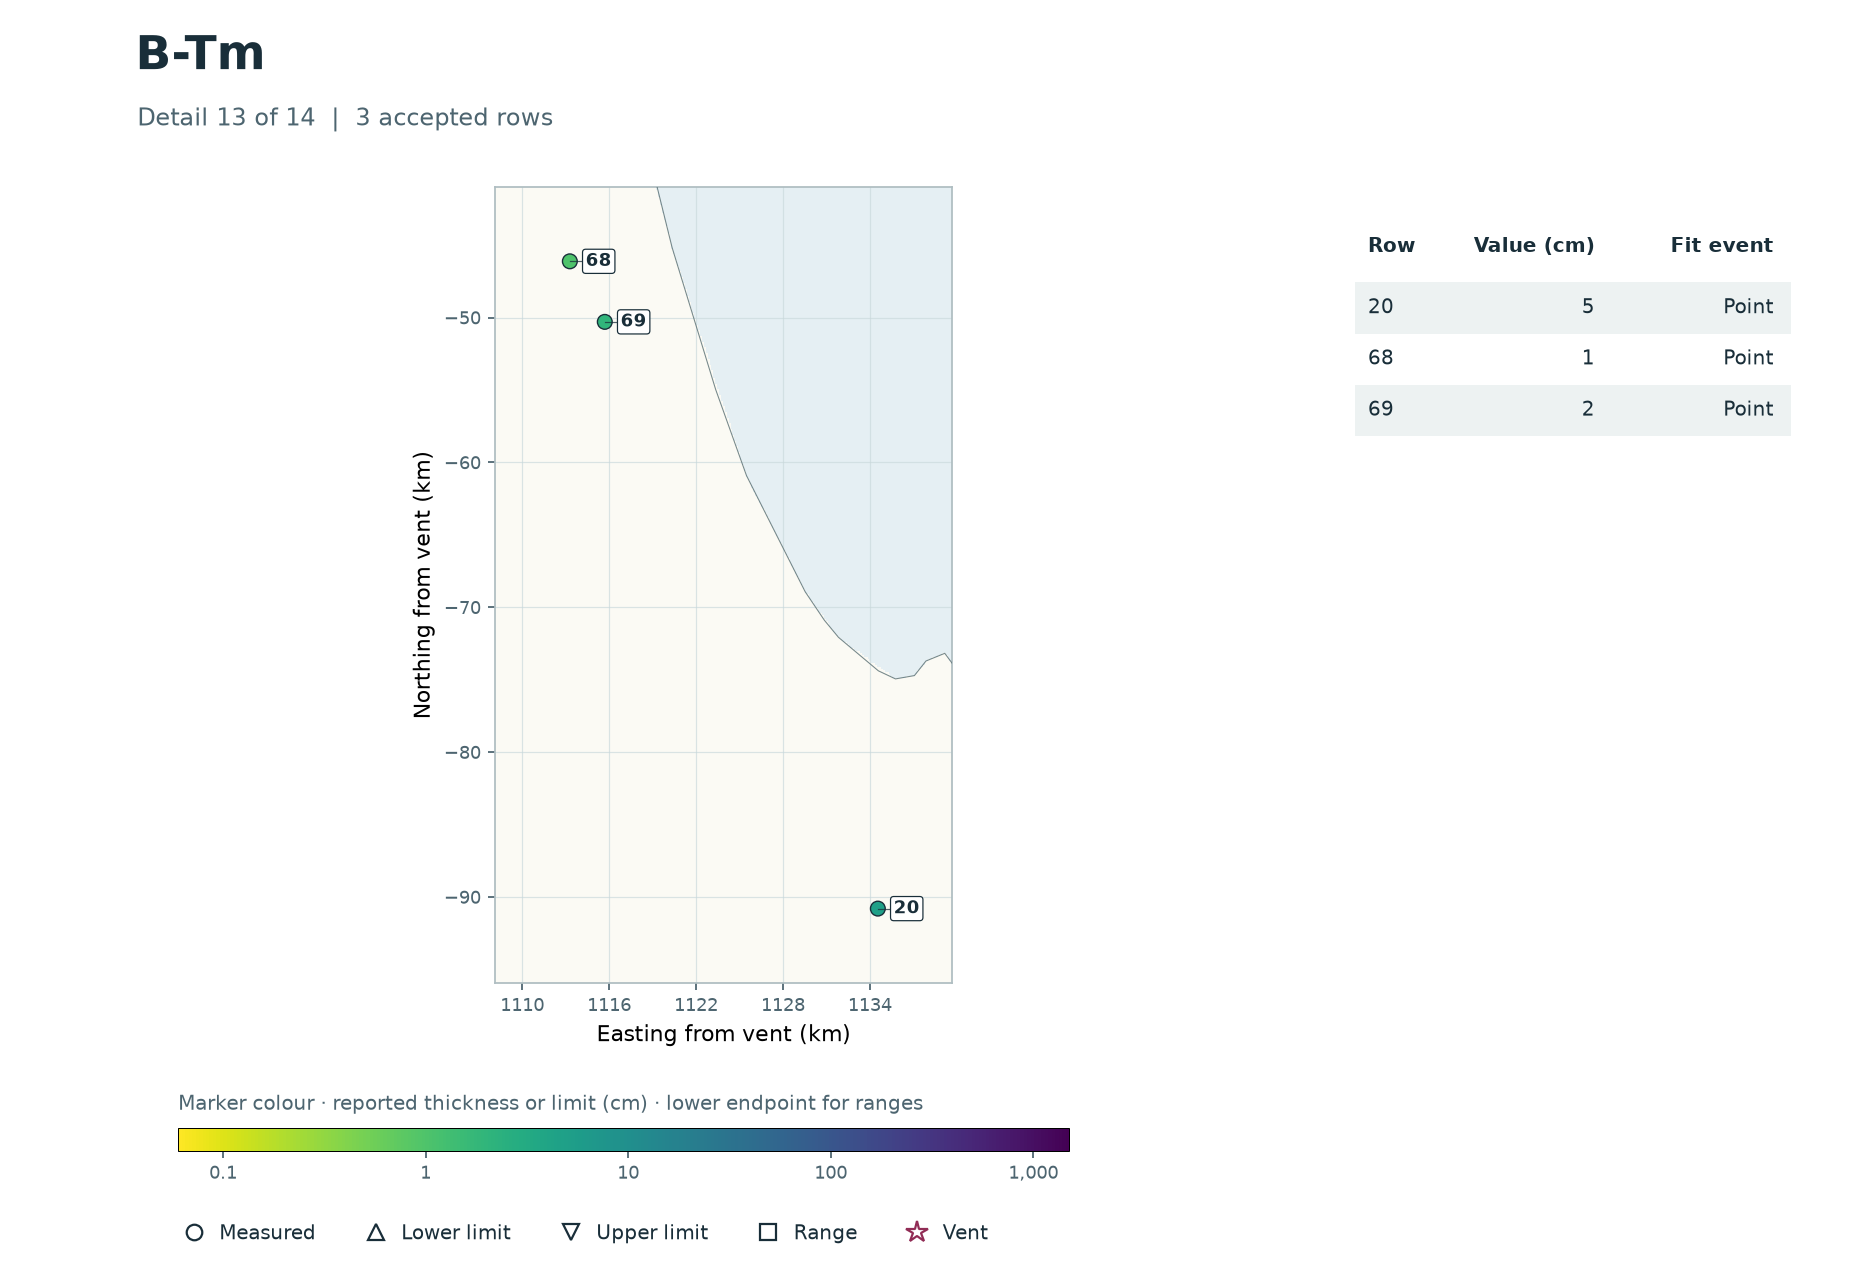 B-Tm
Detail 13 of 14 | 3 accepted rows
68
69
20
−50
−60
−70
−80
−90
Northing from vent (km)
1110 1116 1122 1128 1134
Easting from vent (km)
Row Value (cm) Fit event
20 5 Point
68 1 Point
69 2 Point
Marker colour · reported thickness or limit (cm) · lower endpoint for ranges
0.1 1 10 100 1,000
Measured Lower limit Upper limit Range Vent